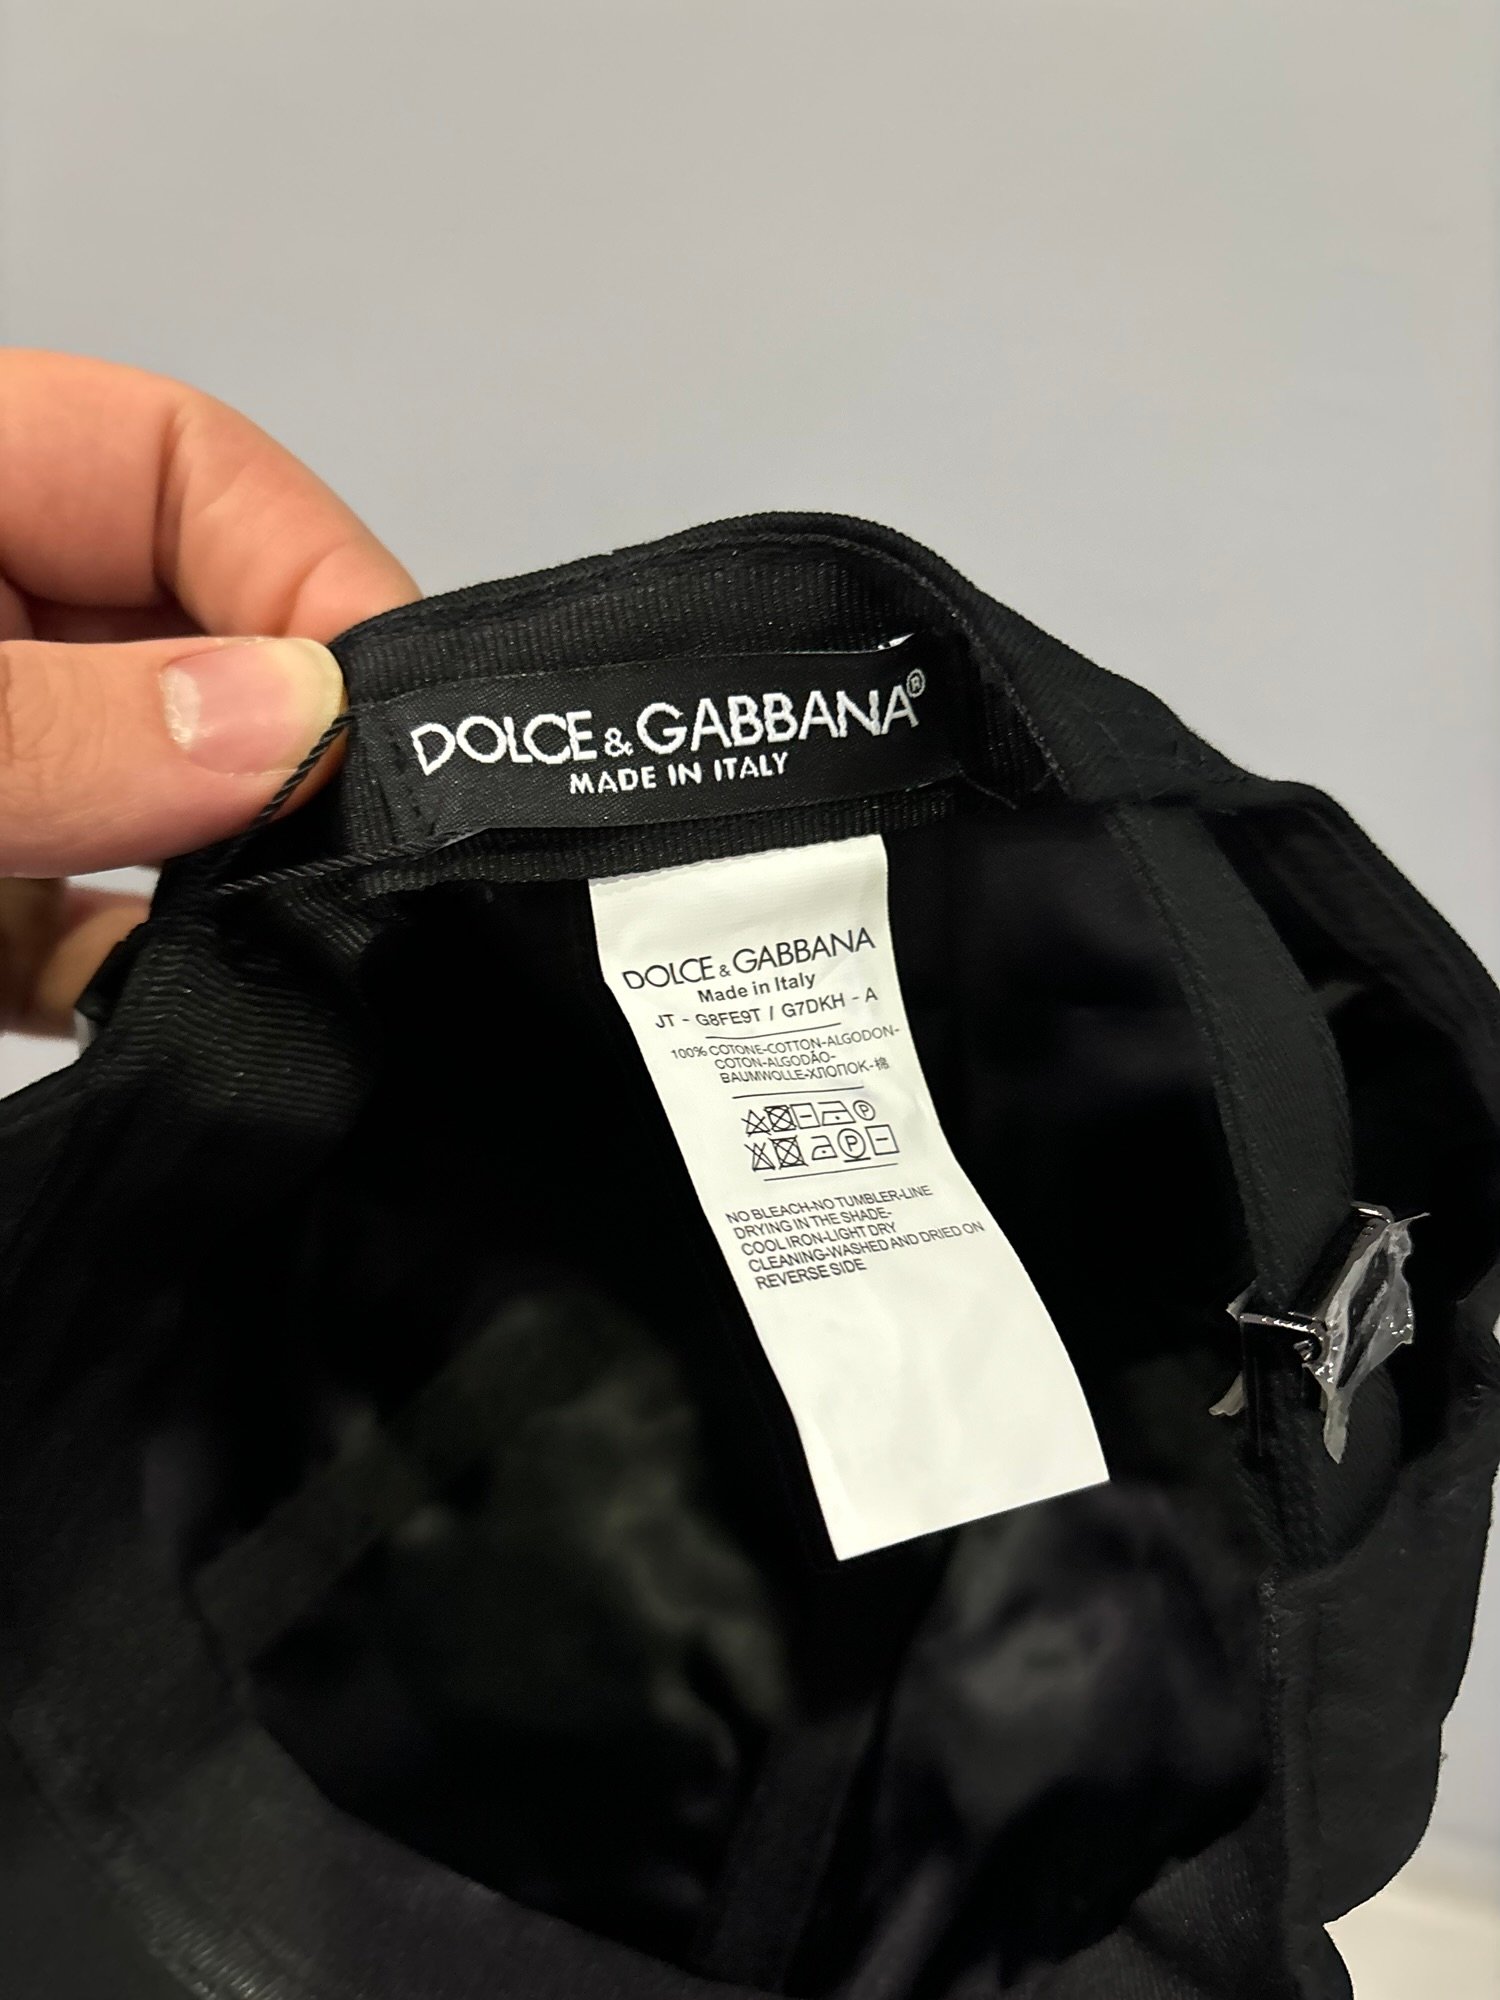 DOLCE & GABBANA®
MADE IN ITALY
DOLCE & GABBANA
Made in Italy
JT - G8FE9T / G7DKH - A
100% COTONE-COTTON-ALGODON-
COTON-ALGODÃO-
BAUMWOLLE-ХЛОПОК-棉
P
P
NO BLEACH-NO TUMBLER-LINE
DRYING IN THE SHADE-
COOL IRON-LIGHT DRY
CLEANING-WASHED AND DRIED ON
REVERSE SIDE